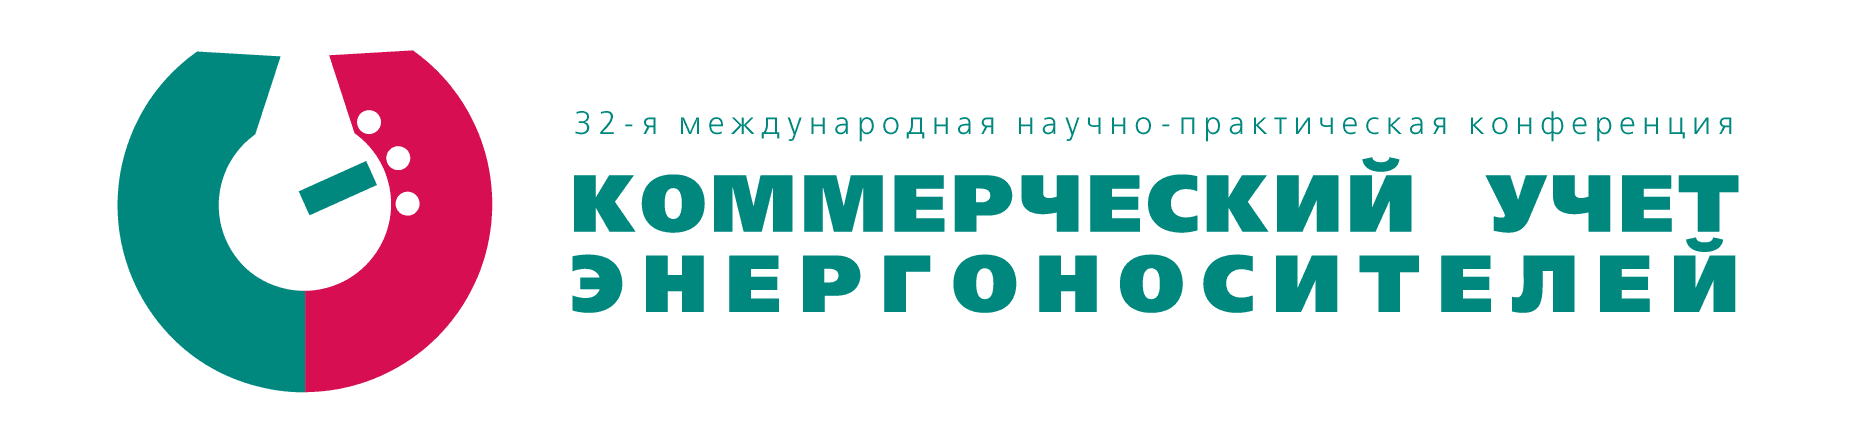 32-я международная научно-практическая конференция
КОММЕРЧЕСКИЙ УЧЕТ
ЭНЕРГОНОСИТЕЛЕЙ